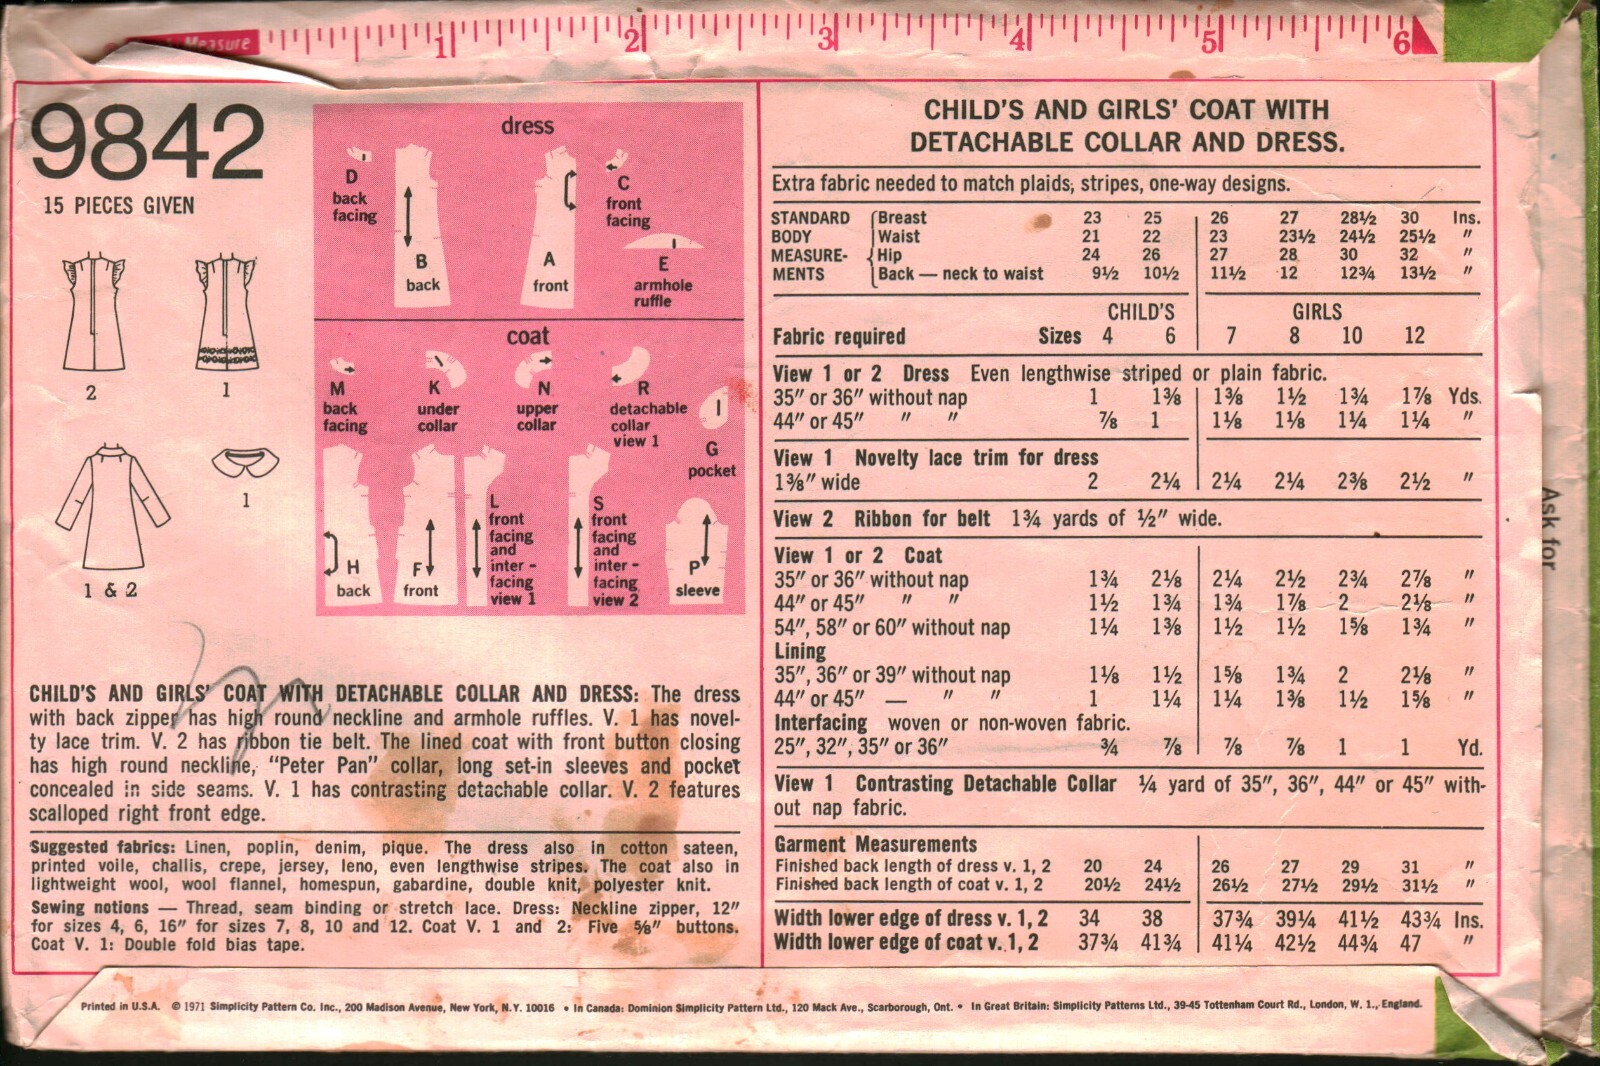 Measure
1 2 3 4 5 6
9842
15 PIECES GIVEN
2
1
1 & 2
1
dress
D
back
facing
B
back
A
front
C
front
facing
E
armhole
ruffle
coat
M
back
facing
K
under
collar
N
upper
collar
R
detachable
collar
view 1
G
pocket
H
back
F
front
L
front
facing
and
inter-
facing
view 1
S
front
facing
and
inter-
facing
view 2
P
sleeve
CHILD'S AND GIRLS' COAT WITH DETACHABLE COLLAR AND DRESS: The dress
with back zipper has high round neckline and armhole ruffles. V. 1 has novel-
ty lace trim. V. 2 has ribbon tie belt. The lined coat with front button closing
has high round neckline, "Peter Pan" collar, long set-in sleeves and pocket
concealed in side seams. V. 1 has contrasting detachable collar. V. 2 features
scalloped right front edge.
Suggested fabrics: Linen, poplin, denim, pique. The dress also in cotton sateen,
printed voile, challis, crepe, jersey, leno, even lengthwise stripes. The coat also in
lightweight wool, wool flannel, homespun, gabardine, double knit, polyester knit.
Sewing notions — Thread, seam binding or stretch lace. Dress: Neckline zipper, 12"
for sizes 4, 6, 16" for sizes 7, 8, 10 and 12. Coat V. 1 and 2: Five ⅝" buttons.
Coat V. 1: Double fold bias tape.
CHILD'S AND GIRLS' COAT WITH
DETACHABLE COLLAR AND DRESS.
Extra fabric needed to match plaids, stripes, one-way designs.
STANDARD Breast 23 25 26 27 28½ 30 Ins.
BODY Waist 21 22 23 23½ 24½ 25½ "
MEASURE- Hip 24 26 27 28 30 32 "
MENTS Back — neck to waist 9½ 10½ 11½ 12 12¾ 13½ "
CHILD'S GIRLS
Fabric required Sizes 4 6 7 8 10 12
View 1 or 2 Dress Even lengthwise striped or plain fabric.
35" or 36" without nap 1 1⅜ 1⅜ 1½ 1¾ 1⅞ Yds.
44" or 45" " " ⅞ 1 1⅛ 1⅛ 1¼ 1¼ "
View 1 Novelty lace trim for dress
1⅜" wide 2 2¼ 2¼ 2¼ 2⅜ 2½ "
View 2 Ribbon for belt 1¾ yards of ½" wide.
View 1 or 2 Coat
35" or 36" without nap 1¾ 2⅛ 2¼ 2½ 2¾ 2⅞ "
44" or 45" " " 1½ 1¾ 1¾ 1⅞ 2 2⅛ "
54", 58" or 60" without nap 1¼ 1⅜ 1½ 1½ 1⅝ 1¾ "
Lining
35", 36" or 39" without nap 1⅛ 1½ 1⅝ 1¾ 2 2⅛ "
44" or 45" — " " 1 1¼ 1¼ 1⅜ 1½ 1⅝ "
Interfacing woven or non-woven fabric.
25", 32", 35" or 36" ¾ ⅞ ⅞ ⅞ 1 1 Yd.
View 1 Contrasting Detachable Collar ¼ yard of 35", 36", 44" or 45" with-
out nap fabric.
Garment Measurements
Finished back length of dress v. 1, 2 20 24 26 27 29 31 "
Finished back length of coat v. 1, 2 20½ 24½ 26½ 27½ 29½ 31½ "
Width lower edge of dress v. 1, 2 34 38 37¾ 39¼ 41½ 43¾ Ins.
Width lower edge of coat v. 1, 2 37¾ 41¾ 41¼ 42½ 44¾ 47 "
Printed in U.S.A. © 1971 Simplicity Pattern Co. Inc., 200 Madison Avenue, New York, N.Y. 10016 • In Canada: Dominion Simplicity Pattern Ltd., 120 Mack Ave., Scarborough, Ont. • In Great Britain: Simplicity Patterns Ltd., 39-45 Tottenham Court Rd., London, W. 1., England.
Ask for